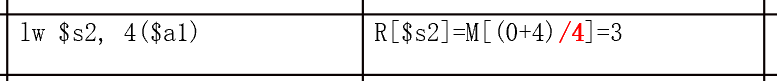 lw $s2, 4($a1)
R[$s2]=M[(0+4)/4]=3